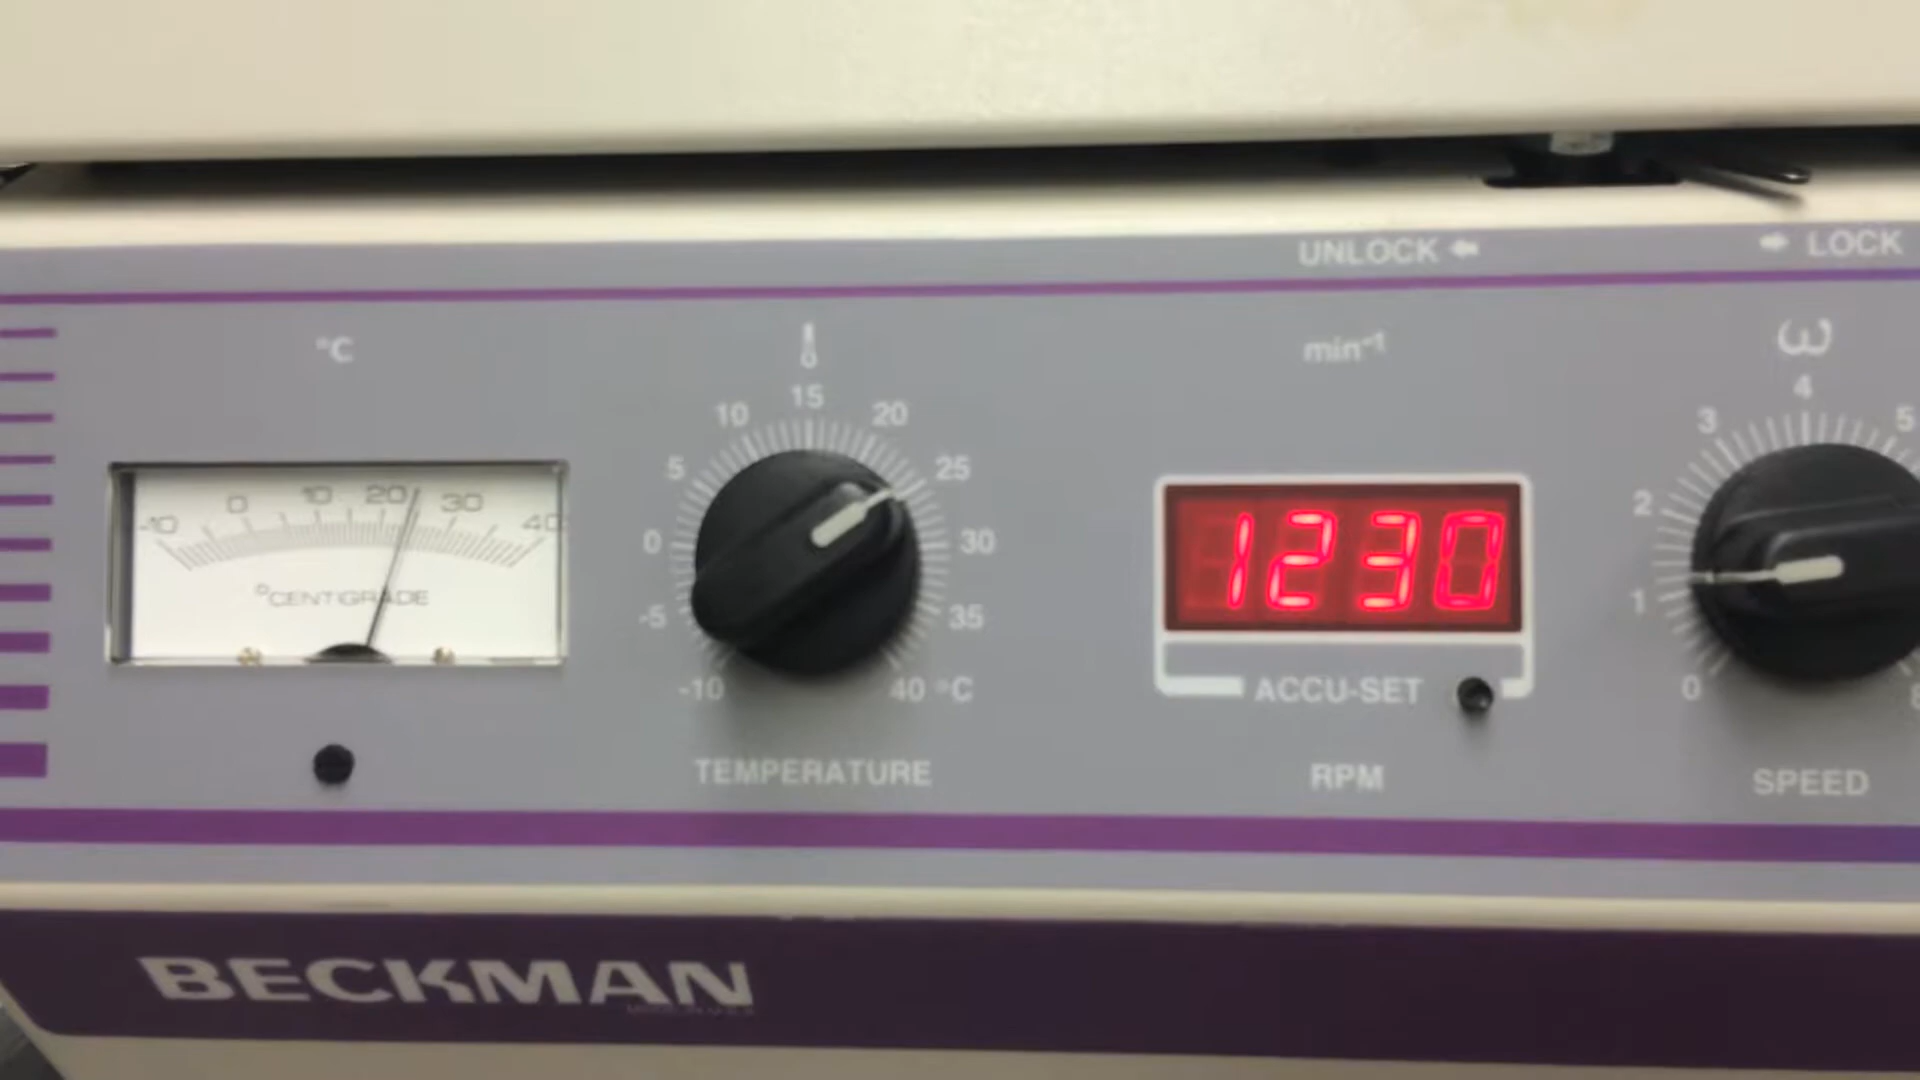 UNLOCK ← → LOCK
°C
min⁻¹
ω
-10 0 10 20 30 40
°CENTIGRADE
-10 -5 0 5 10 15 20 25 30 35 40 °C
TEMPERATURE
1230
ACCU-SET
RPM
0 1 2 3 4 5
SPEED
BECKMAN